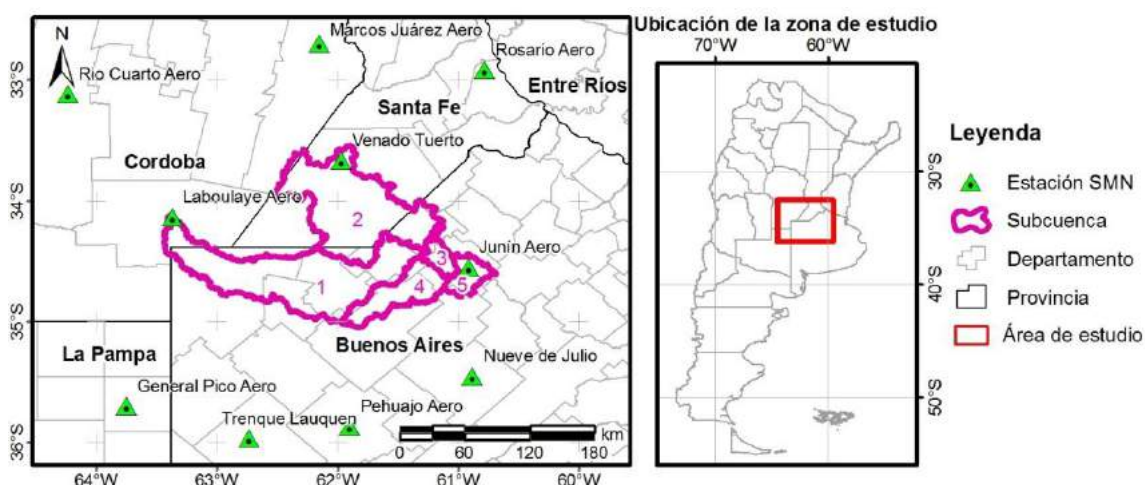 Ubicación de la zona de estudio
70°W 60°W
N
Marcos Juárez Aero
Rosario Aero
Rio Cuarto Aero
Entre Ríos
Santa Fe
Venado Tuerto
Cordoba
Laboulaye Aero
2
Junín Aero
3
1
4
5
Buenos Aires
La Pampa
Nueve de Julio
General Pico Aero
Pehuajo Aero
Trenque Lauquen
0 60 120 180
km
33°S
34°S
35°S
36°S
64°W 63°W 62°W 61°W 60°W
30°S
40°S
50°S
Leyenda
Estación SMN
Subcuenca
Departamento
Provincia
Área de estudio